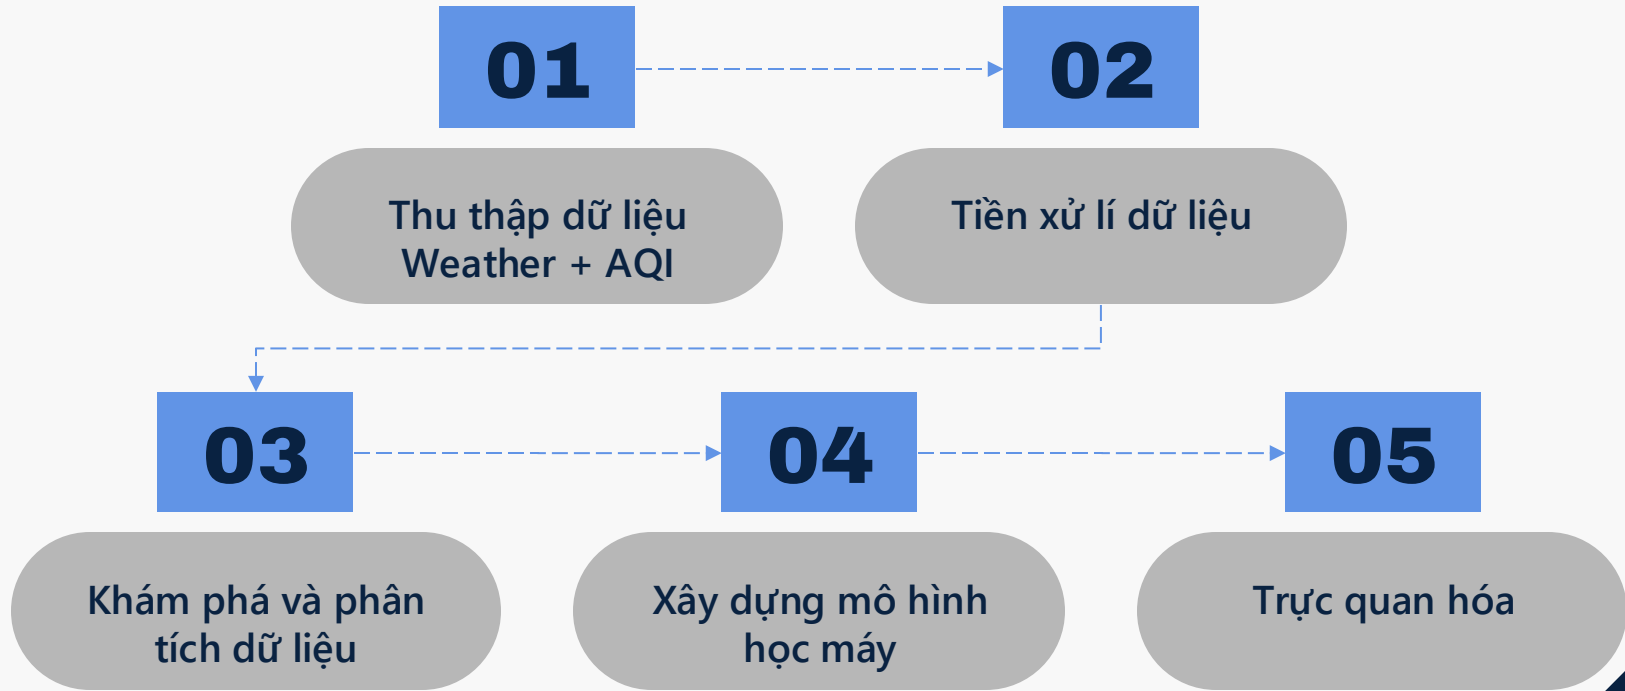 01
02
Thu thập dữ liệu
Weather + AQI
Tiền xử lí dữ liệu
03
04
05
Khám phá và phân
tích dữ liệu
Xây dựng mô hình
học máy
Trực quan hóa